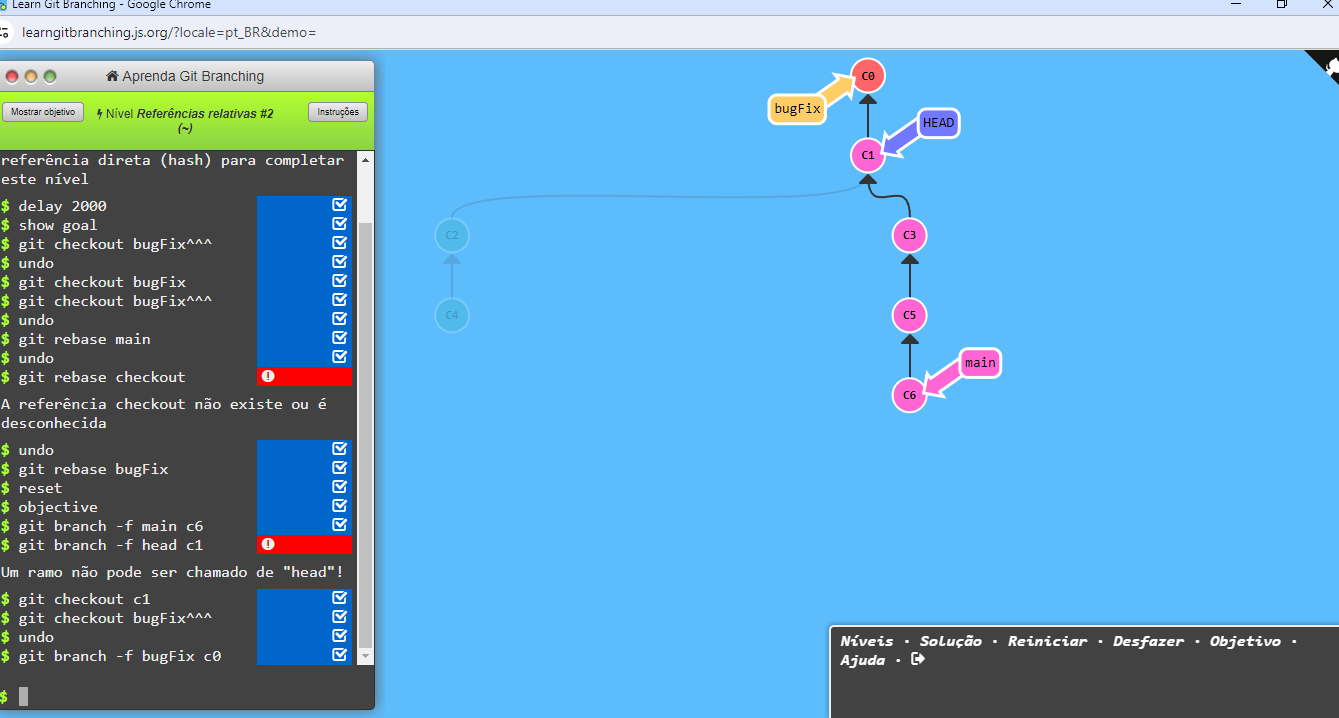 Learn Git Branching - Google Chrome
learngitbranching.js.org/?locale=pt_BR&demo=
Aprenda Git Branching
Mostrar objetivo
Nível Referências relativas #2
(~)
Instruções
referência direta (hash) para completar
este nível
$ delay 2000
$ show goal
$ git checkout bugFix^^^
$ undo
$ git checkout bugFix
$ git checkout bugFix^^^
$ undo
$ git rebase main
$ undo
$ git rebase checkout
A referência checkout não existe ou é
desconhecida
$ undo
$ git rebase bugFix
$ reset
$ objective
$ git branch -f main c6
$ git branch -f head c1
Um ramo não pode ser chamado de "head"!
$ git checkout c1
$ git checkout bugFix^^^
$ undo
$ git branch -f bugFix c0
$
C0
bugFix
HEAD
C1
C2
C3
C4
C5
main
C6
Níveis · Solução · Reiniciar · Desfazer · Objetivo ·
Ajuda ·